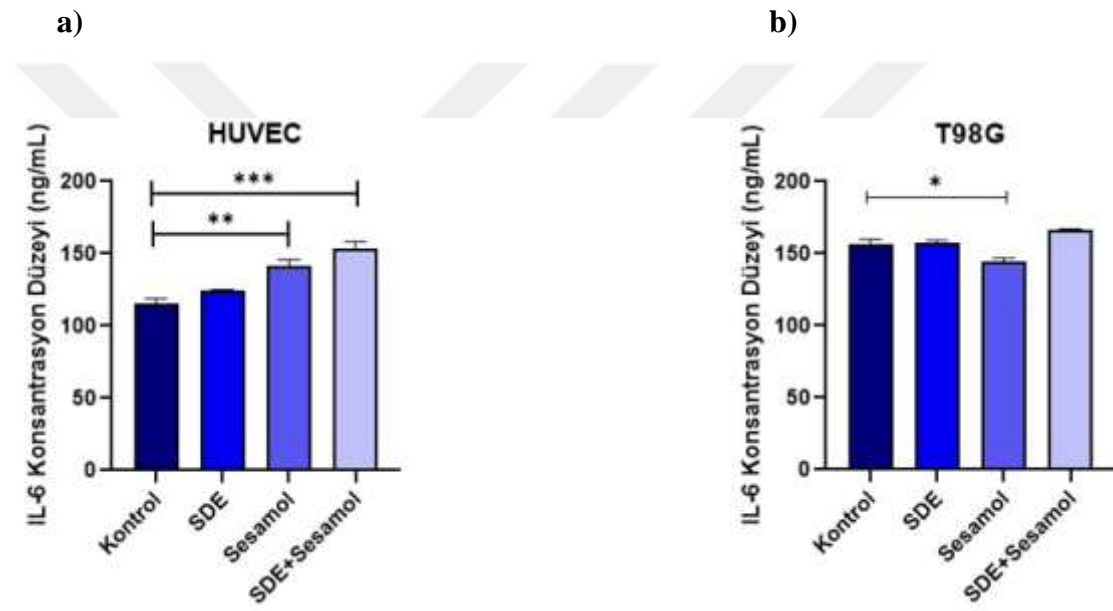 a)
b)
HUVEC
IL-6 Konsantrasyon Düzeyi (ng/mL)
200
150
100
50
0
***
**
Kontrol
SDE
Sesamol
SDE+Sesamol
T98G
IL-6 Konsantrasyon Düzeyi (ng/mL)
200
150
100
50
0
*
Kontrol
SDE
Sesamol
SDE+Sesamol